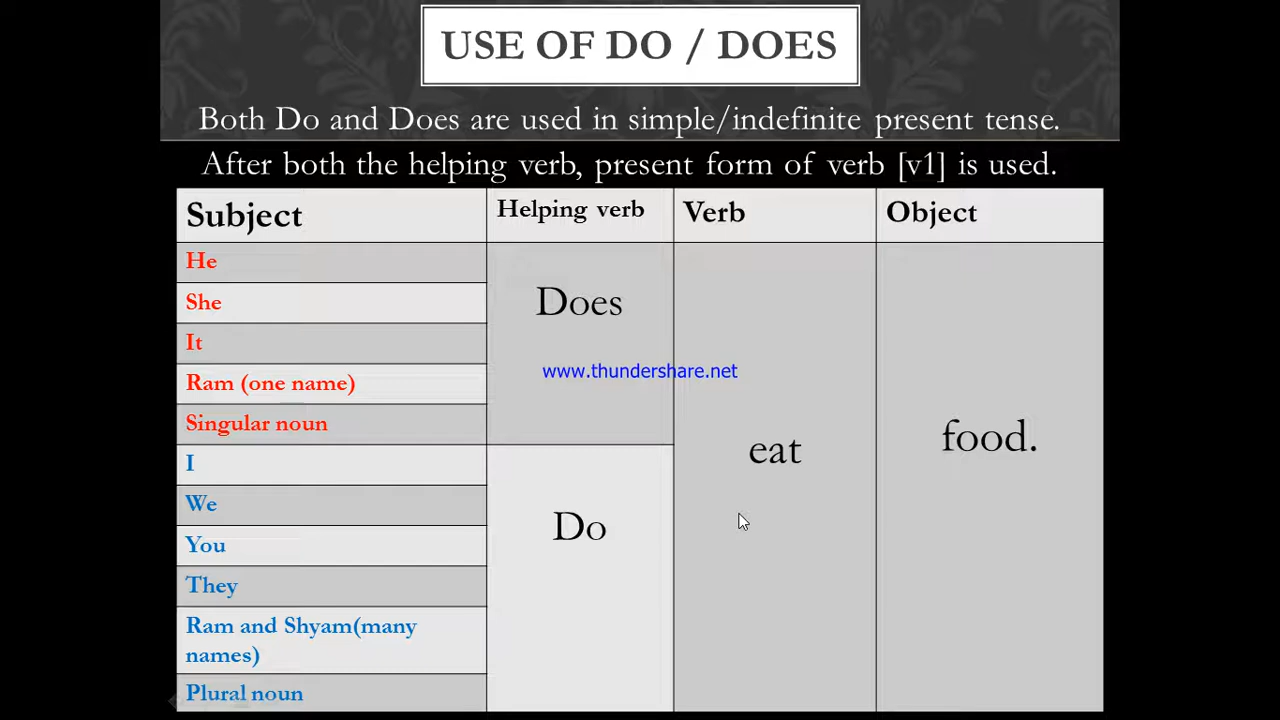 USE OF DO / DOES
Both Do and Does are used in simple/indefinite present tense.
After both the helping verb, present form of verb [v1] is used.
Subject Helping verb Verb Object
He
She
It
Ram (one name)
Singular noun
Does
www.thundershare.net
I
We
You
They
Ram and Shyam(many
names)
Plural noun
Do
eat
food.